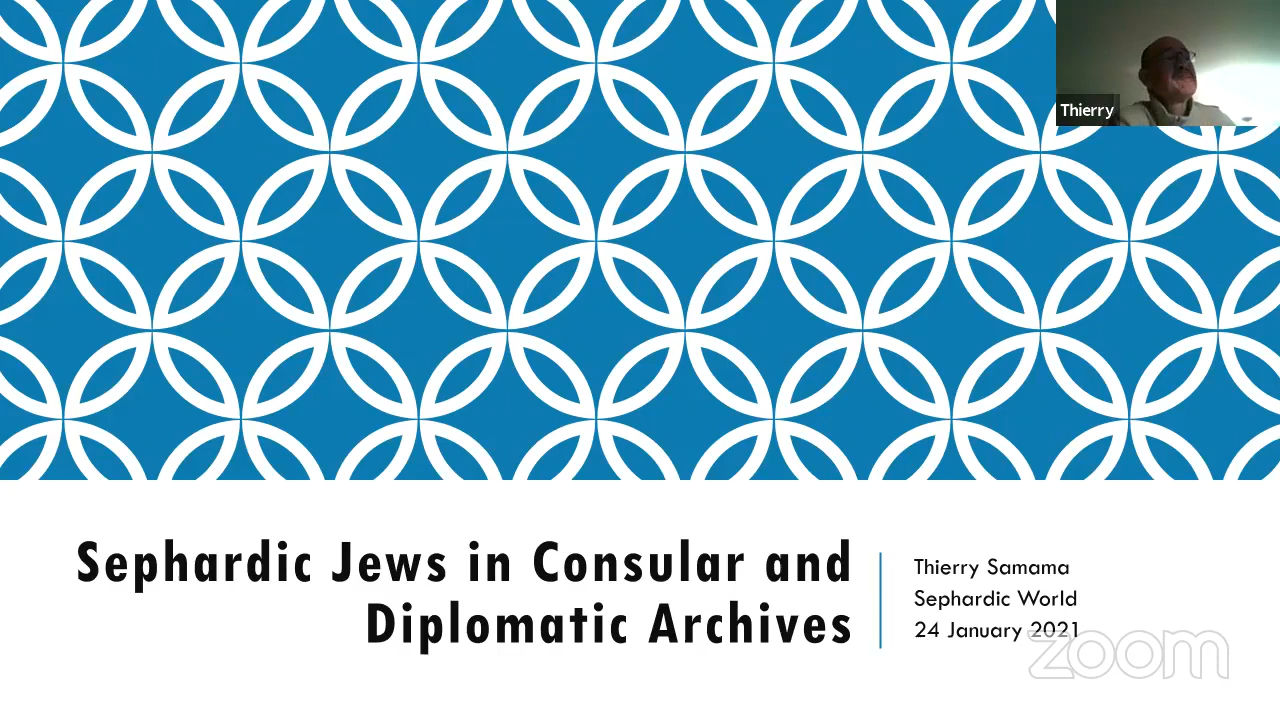 Thierry
Sephardic Jews in Consular and
Diplomatic Archives
Thierry Samama
Sephardic World
24 January 2021
zoom